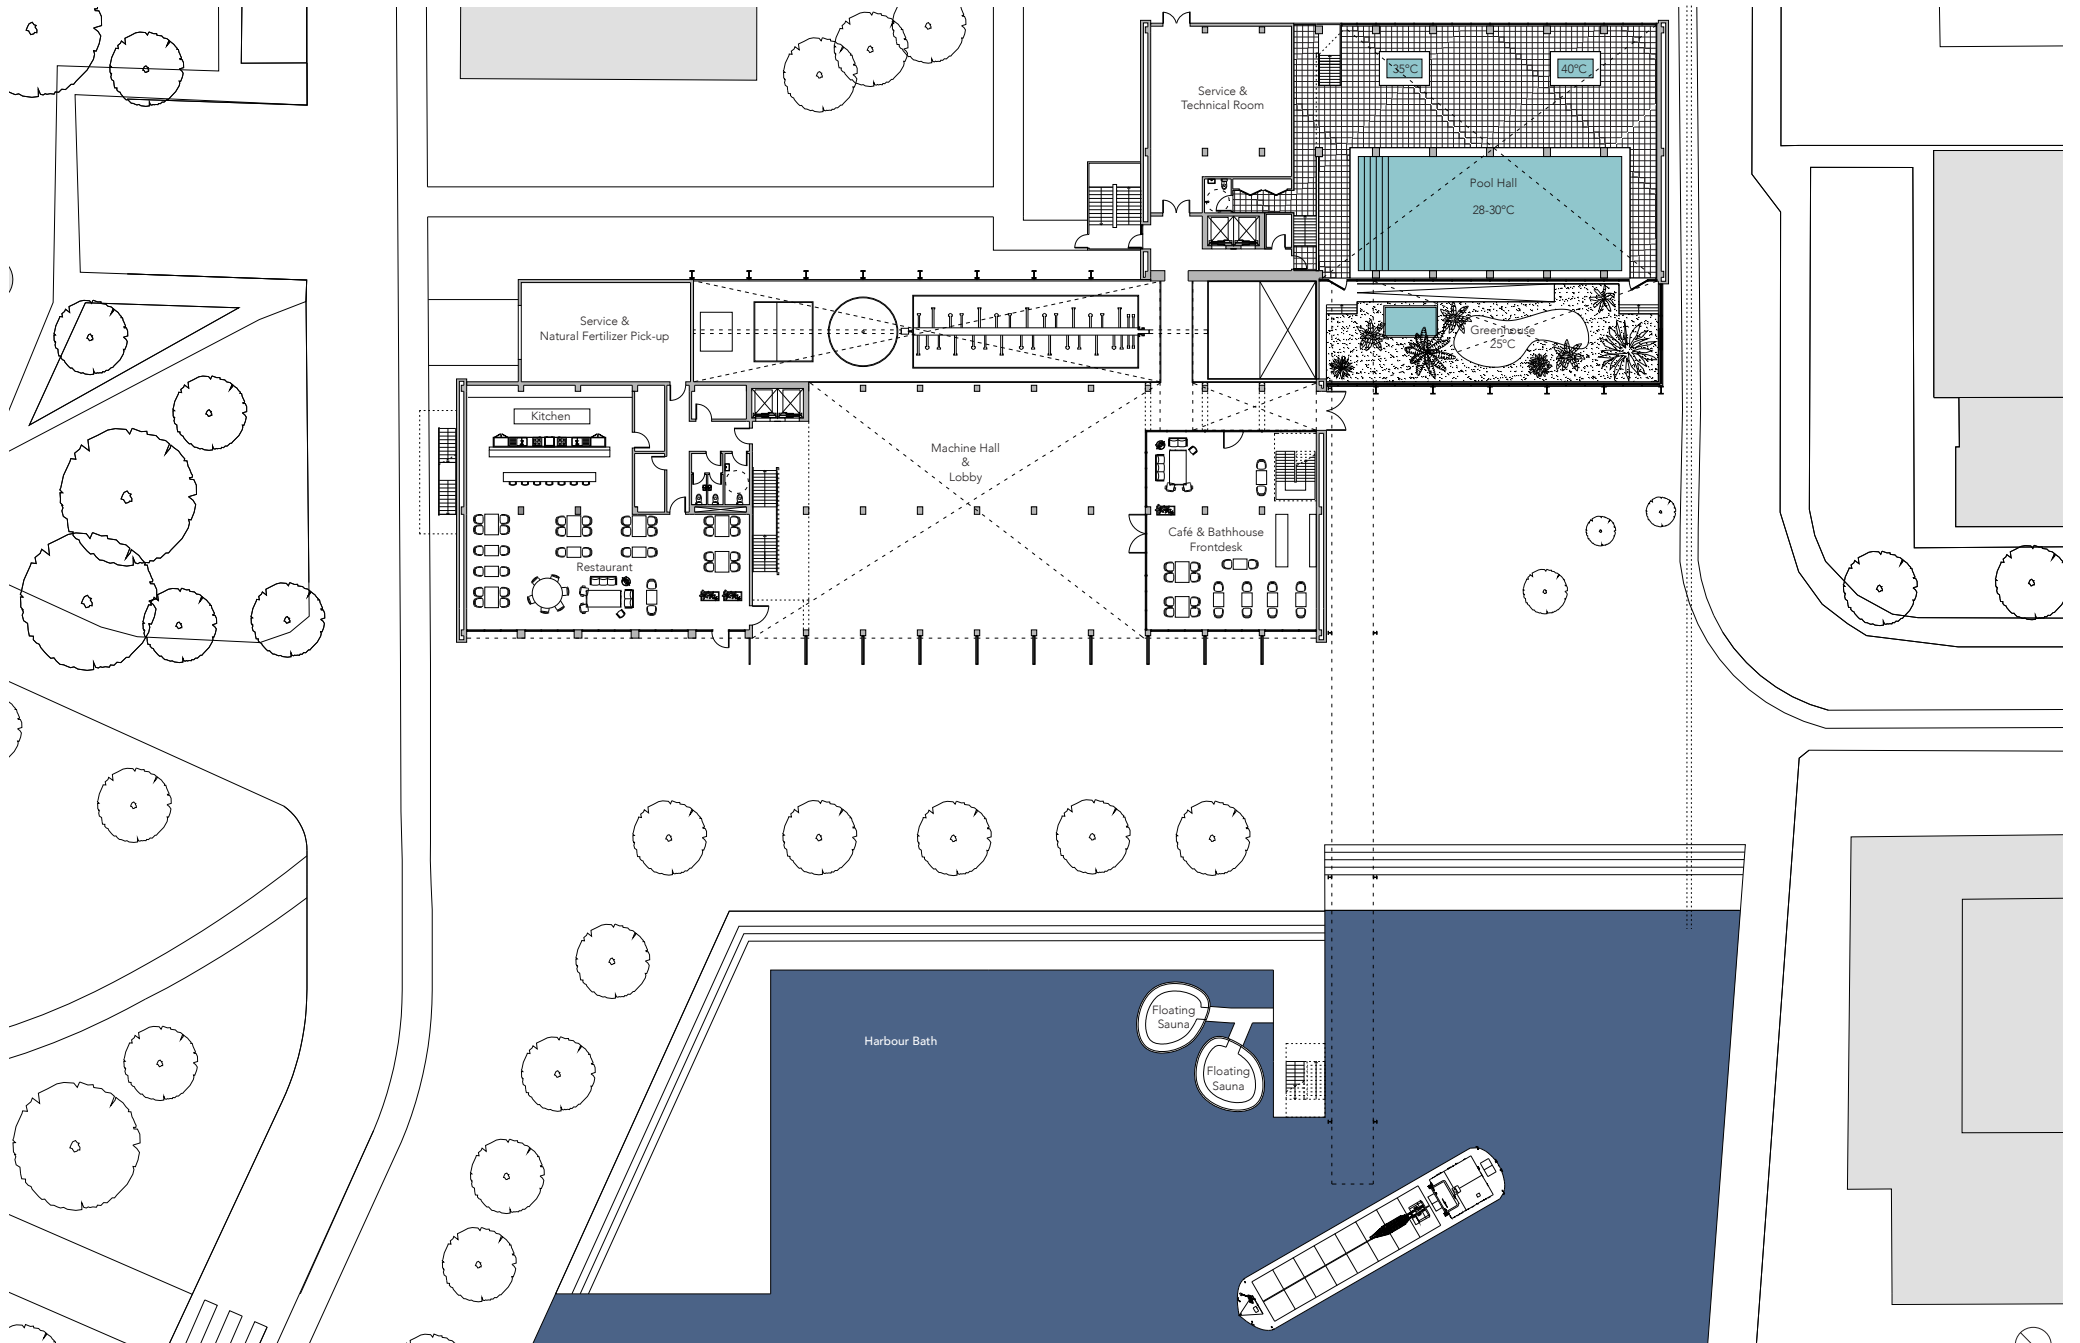 35°C
40°C
Service &
Technical Room
Pool Hall
28-30°C
Service &
Natural Fertilizer Pick-up
Greenhouse
25°C
Kitchen
Machine Hall
&
Lobby
Café & Bathhouse
Frontdesk
Restaurant
Floating
Sauna
Harbour Bath
Floating
Sauna